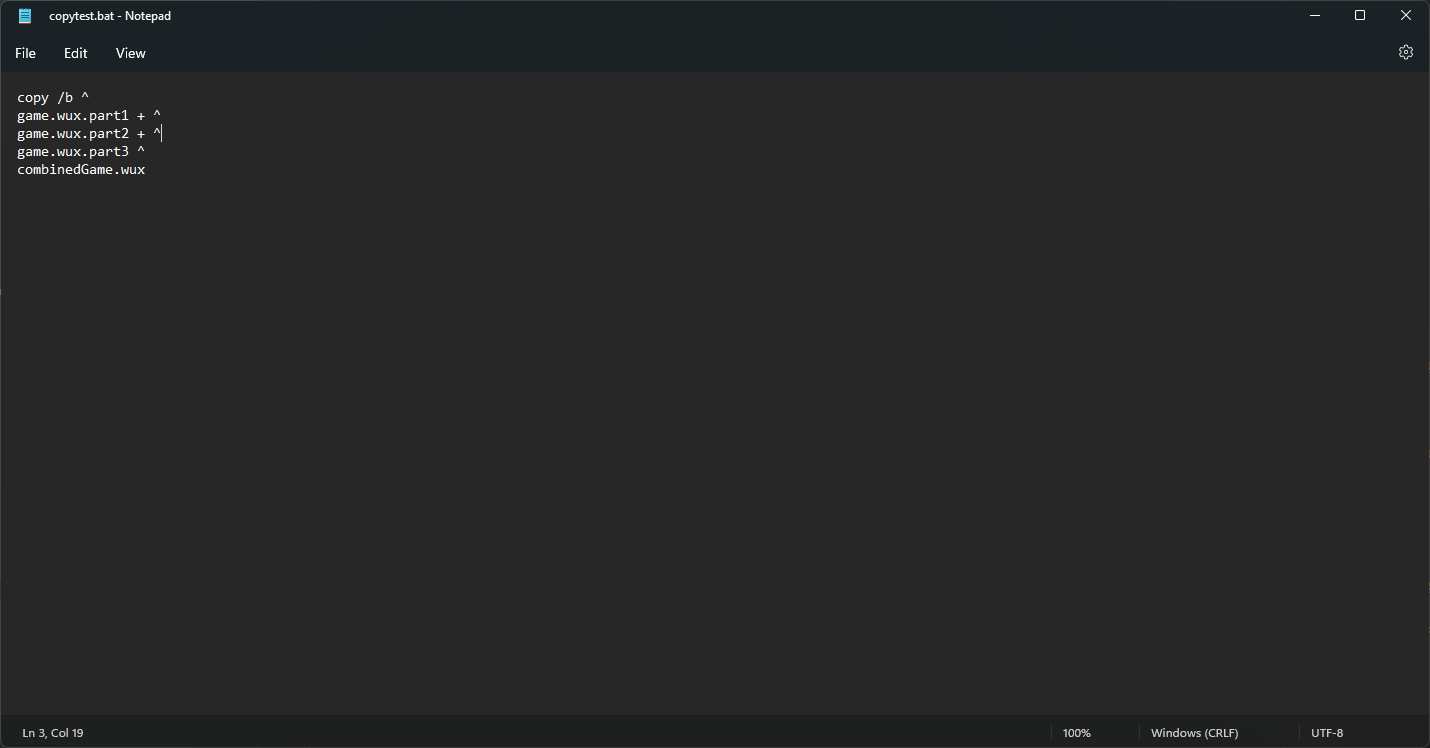 copytest.bat - Notepad
File Edit View
copy /b ^
game.wux.part1 + ^
game.wux.part2 + ^
game.wux.part3 ^
combinedGame.wux
Ln 3, Col 19 100% Windows (CRLF) UTF-8